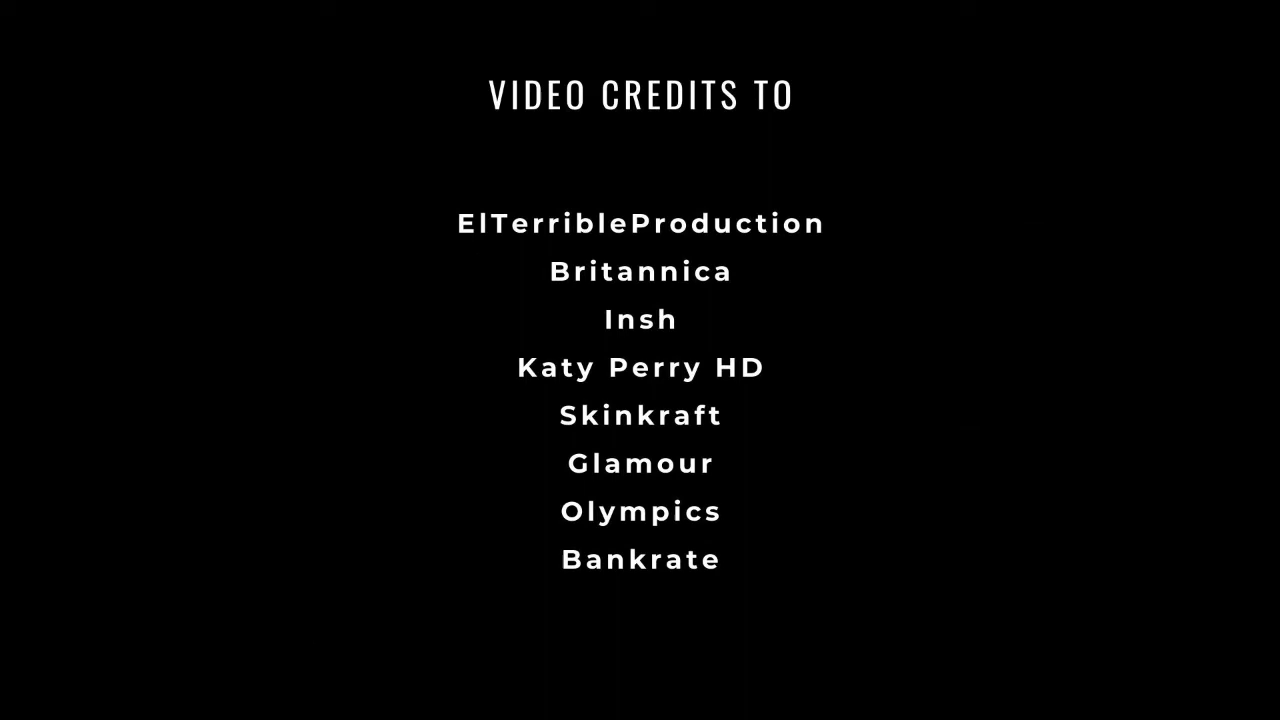 VIDEO CREDITS TO
ElTerribleProduction
Britannica
Insh
Katy Perry HD
Skinkraft
Glamour
Olympics
Bankrate